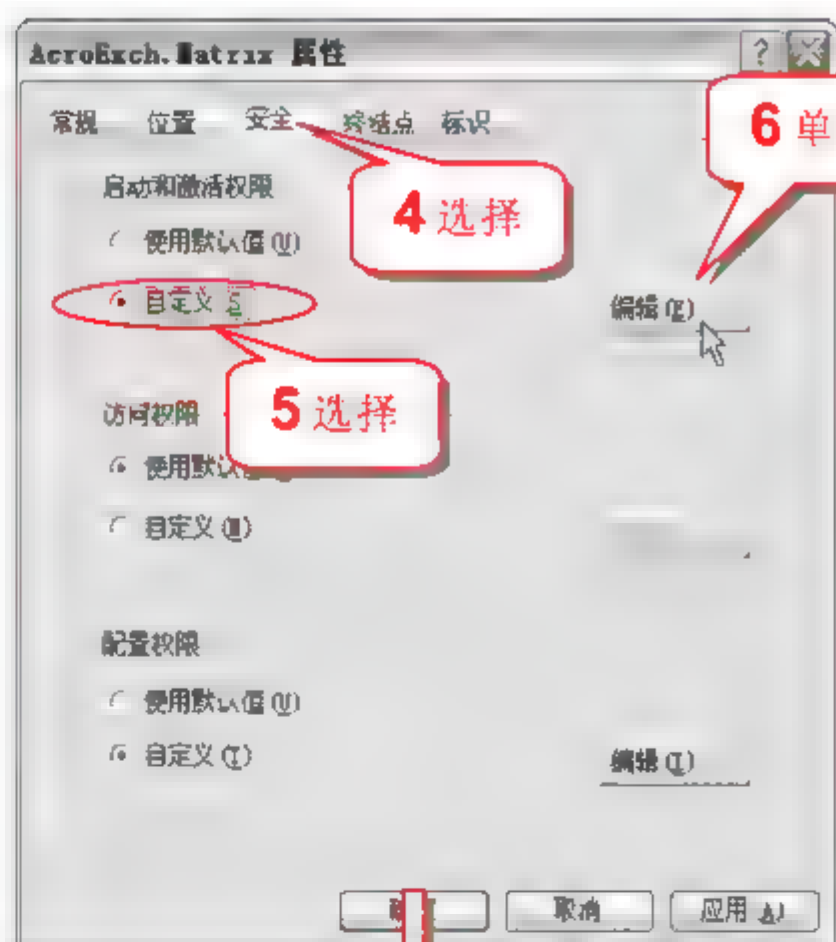 AcroExch.Matrix 属性
常规 位置 安全 终结点 标识
6 单
启动和激活权限
4 选择
使用默认值(U)
自定义 S
编辑(E)
5 选择
访问权限
使用默认
自定义(M)
配置权限
使用默认值(U)
自定义(T)
编辑(I)
取消 应用 A)